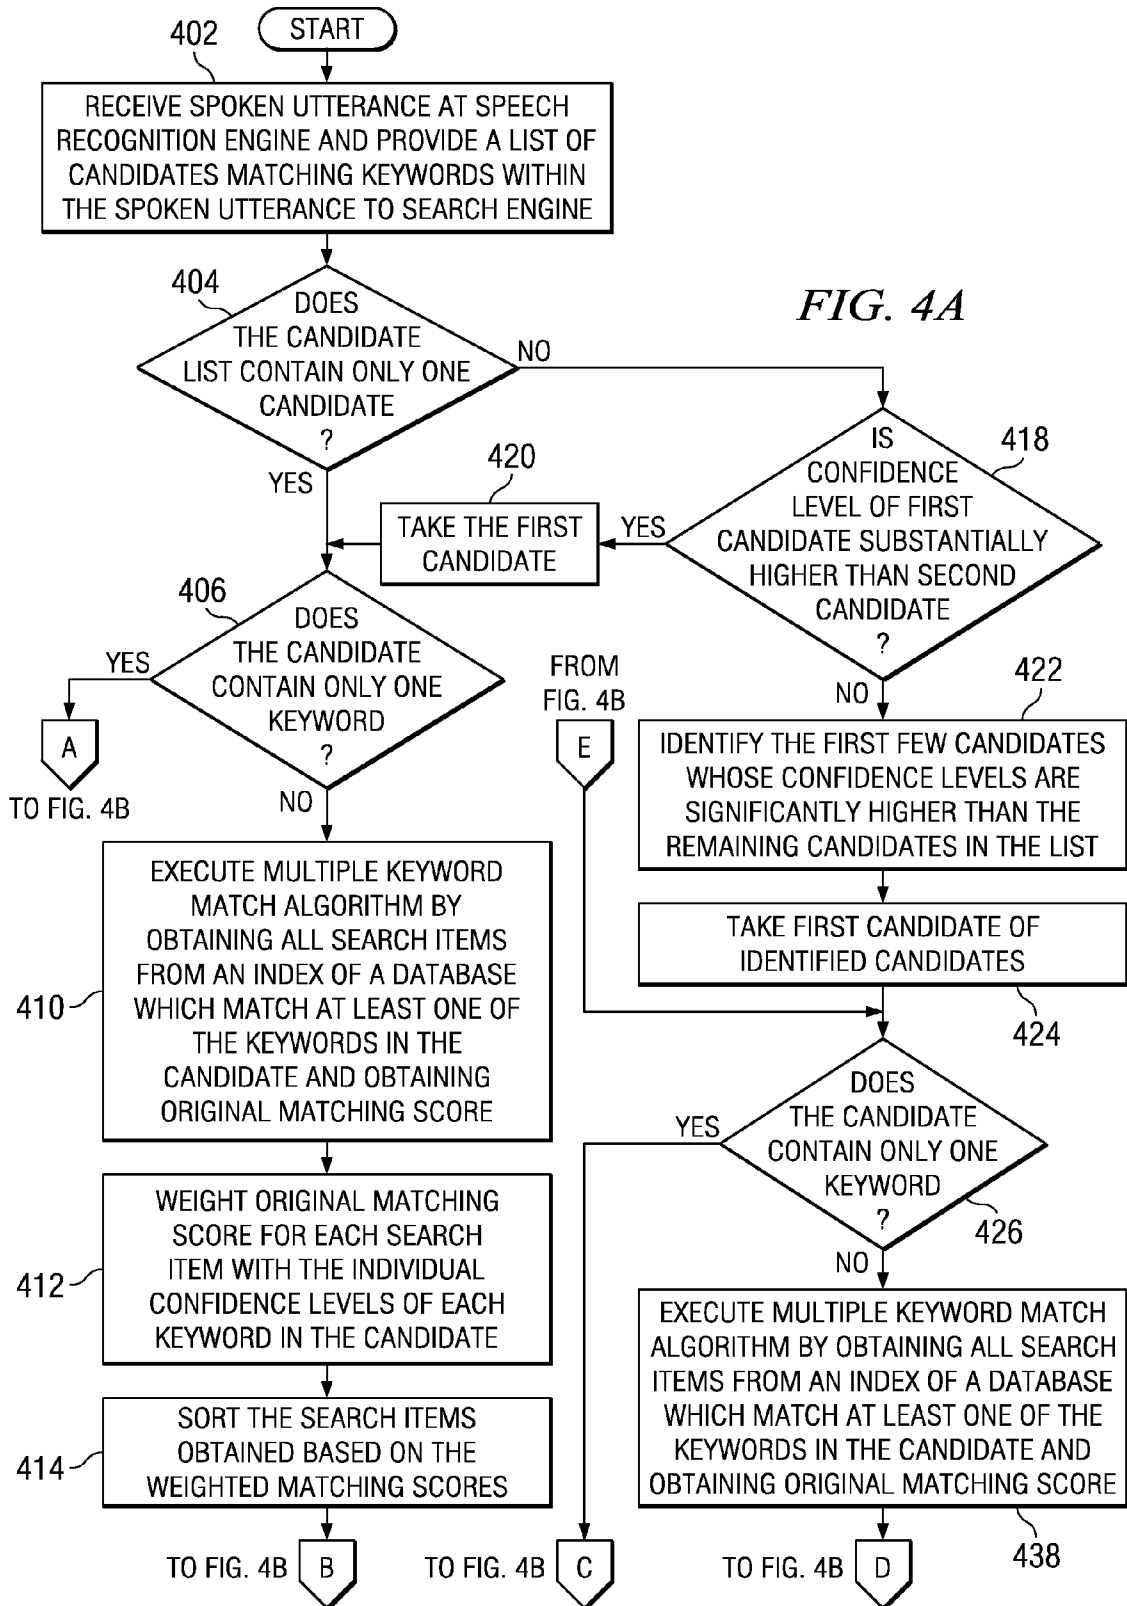 START
402
RECEIVE SPOKEN UTTERANCE AT SPEECH
RECOGNITION ENGINE AND PROVIDE A LIST OF
CANDIDATES MATCHING KEYWORDS WITHIN
THE SPOKEN UTTERANCE TO SEARCH ENGINE
404
DOES
THE CANDIDATE
LIST CONTAIN ONLY ONE
CANDIDATE
?
NO
YES
FIG. 4A
418
IS
CONFIDENCE
LEVEL OF FIRST
CANDIDATE SUBSTANTIALLY
HIGHER THAN SECOND
CANDIDATE
?
YES
NO
420
TAKE THE FIRST
CANDIDATE
406
DOES
THE CANDIDATE
CONTAIN ONLY ONE
KEYWORD
?
YES
A
TO FIG. 4B
NO
410
EXECUTE MULTIPLE KEYWORD
MATCH ALGORITHM BY
OBTAINING ALL SEARCH ITEMS
FROM AN INDEX OF A DATABASE
WHICH MATCH AT LEAST ONE OF
THE KEYWORDS IN THE
CANDIDATE AND OBTAINING
ORIGINAL MATCHING SCORE
412
WEIGHT ORIGINAL MATCHING
SCORE FOR EACH SEARCH
ITEM WITH THE INDIVIDUAL
CONFIDENCE LEVELS OF EACH
KEYWORD IN THE CANDIDATE
414
SORT THE SEARCH ITEMS
OBTAINED BASED ON THE
WEIGHTED MATCHING SCORES
TO FIG. 4B
B
422
IDENTIFY THE FIRST FEW CANDIDATES
WHOSE CONFIDENCE LEVELS ARE
SIGNIFICANTLY HIGHER THAN THE
REMAINING CANDIDATES IN THE LIST
TAKE FIRST CANDIDATE OF
IDENTIFIED CANDIDATES
424
FROM
FIG. 4B
E
DOES
THE CANDIDATE
CONTAIN ONLY ONE
KEYWORD
?
426
YES
TO FIG. 4B
C
NO
EXECUTE MULTIPLE KEYWORD MATCH
ALGORITHM BY OBTAINING ALL SEARCH
ITEMS FROM AN INDEX OF A DATABASE
WHICH MATCH AT LEAST ONE OF THE
KEYWORDS IN THE CANDIDATE AND
OBTAINING ORIGINAL MATCHING SCORE
438
TO FIG. 4B
D